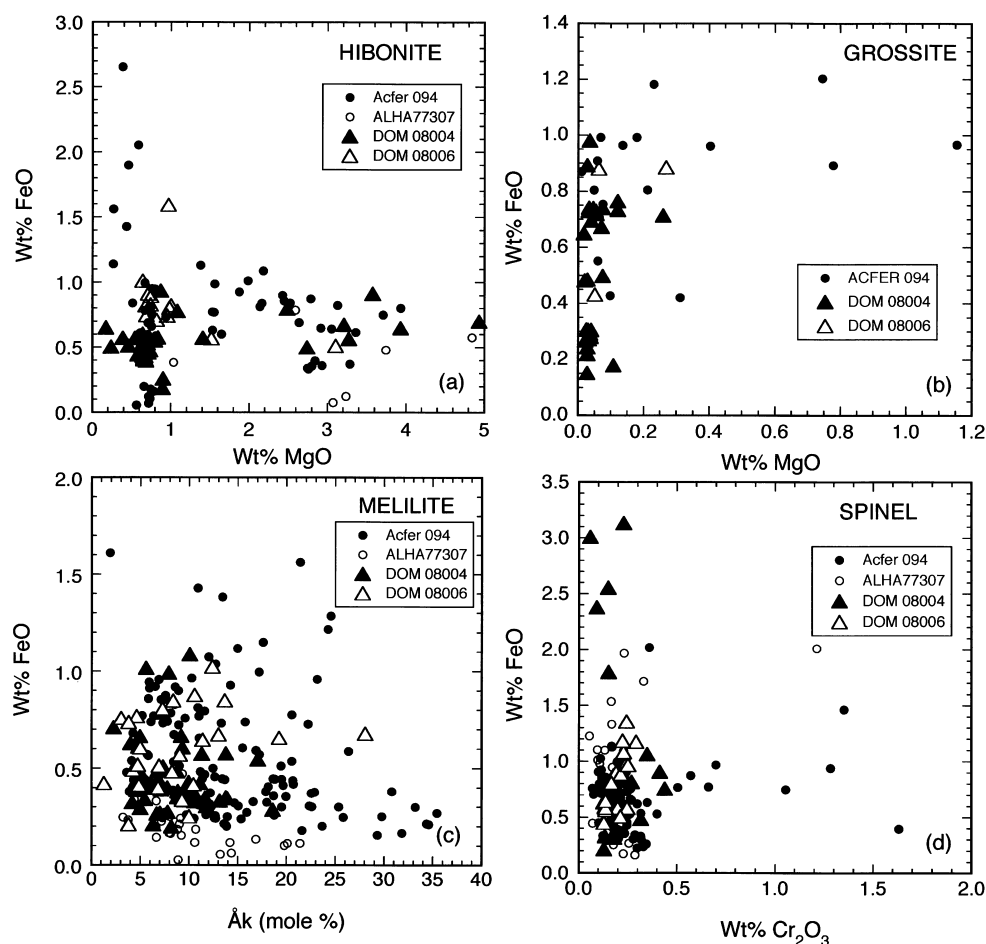 3.0
2.5
2.0
1.5
1.0
0.5
0.0
Wt% FeO
HIBONITE
Acfer 094
ALHA77307
DOM 08004
DOM 08006
(a)
0 1 2 3 4 5
Wt% MgO
1.4
1.2
1.0
0.8
0.6
0.4
0.2
0.0
Wt% FeO
GROSSITE
ACFER 094
DOM 08004
DOM 08006
(b)
0.0 0.2 0.4 0.6 0.8 1.0 1.2
Wt% MgO
2.0
1.5
1.0
0.5
0.0
Wt% FeO
MELILITE
Acfer 094
ALHA77307
DOM 08004
DOM 08006
(c)
0 5 10 15 20 25 30 35 40
Åk (mole %)
3.5
3.0
2.5
2.0
1.5
1.0
0.5
0.0
Wt% FeO
SPINEL
Acfer 094
ALHA77307
DOM 08004
DOM 08006
(d)
0.0 0.5 1.0 1.5 2.0
Wt% Cr₂O₃